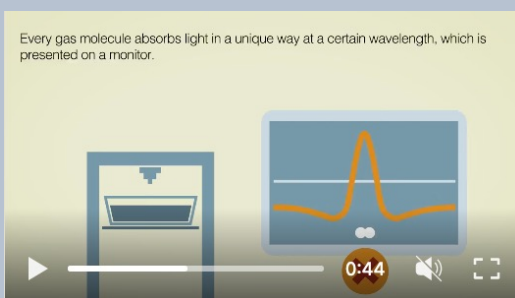 Every gas molecule absorbs light in a unique way at a certain wavelength, which is
presented on a monitor.
0:44